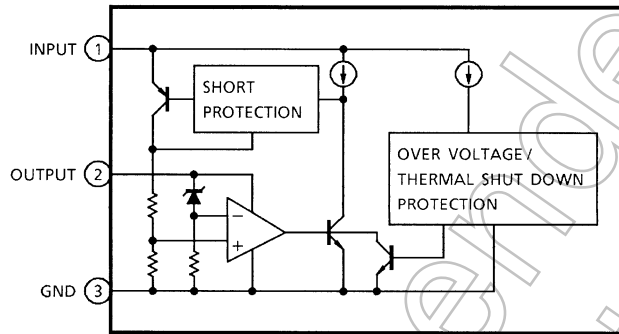 INPUT 1
SHORT
PROTECTION
OUTPUT 2
OVER VOLTAGE/
THERMAL SHUT DOWN
PROTECTION
−
+
GND 3